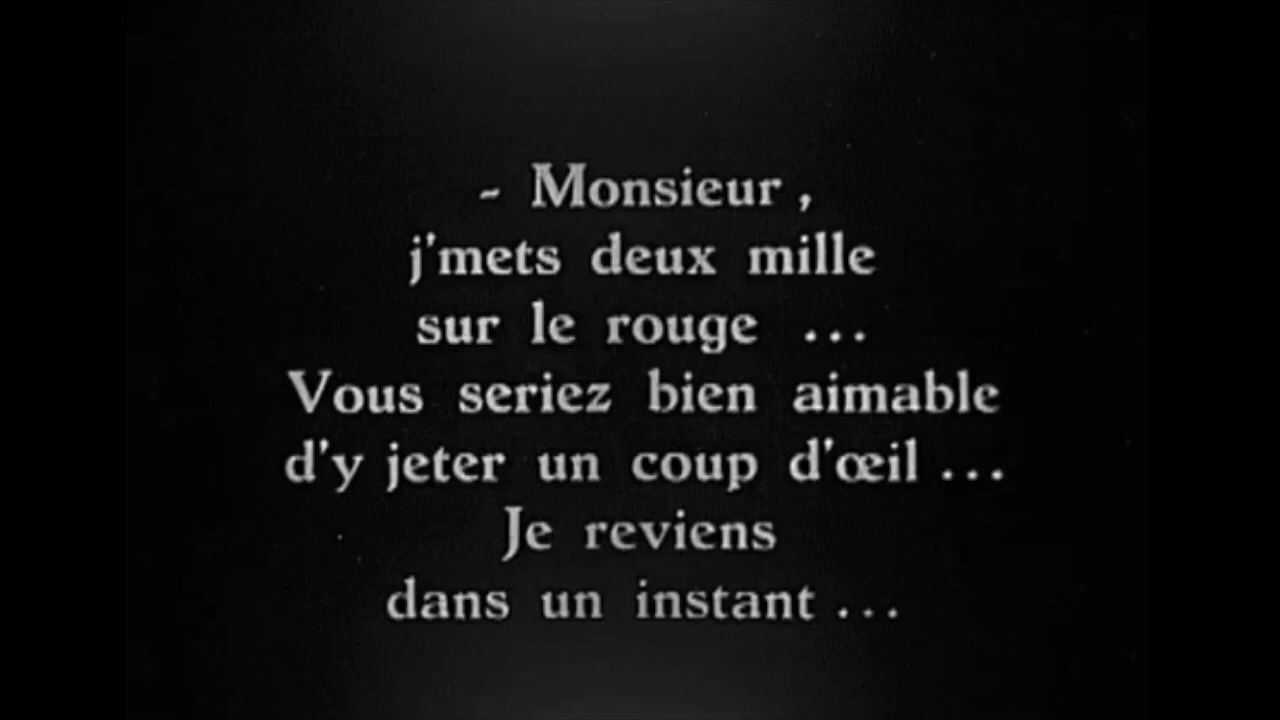 - Monsieur ,
j'mets deux mille
sur le rouge ...
Vous seriez bien aimable
d'y jeter un coup d'œil ...
Je reviens
dans un instant ...